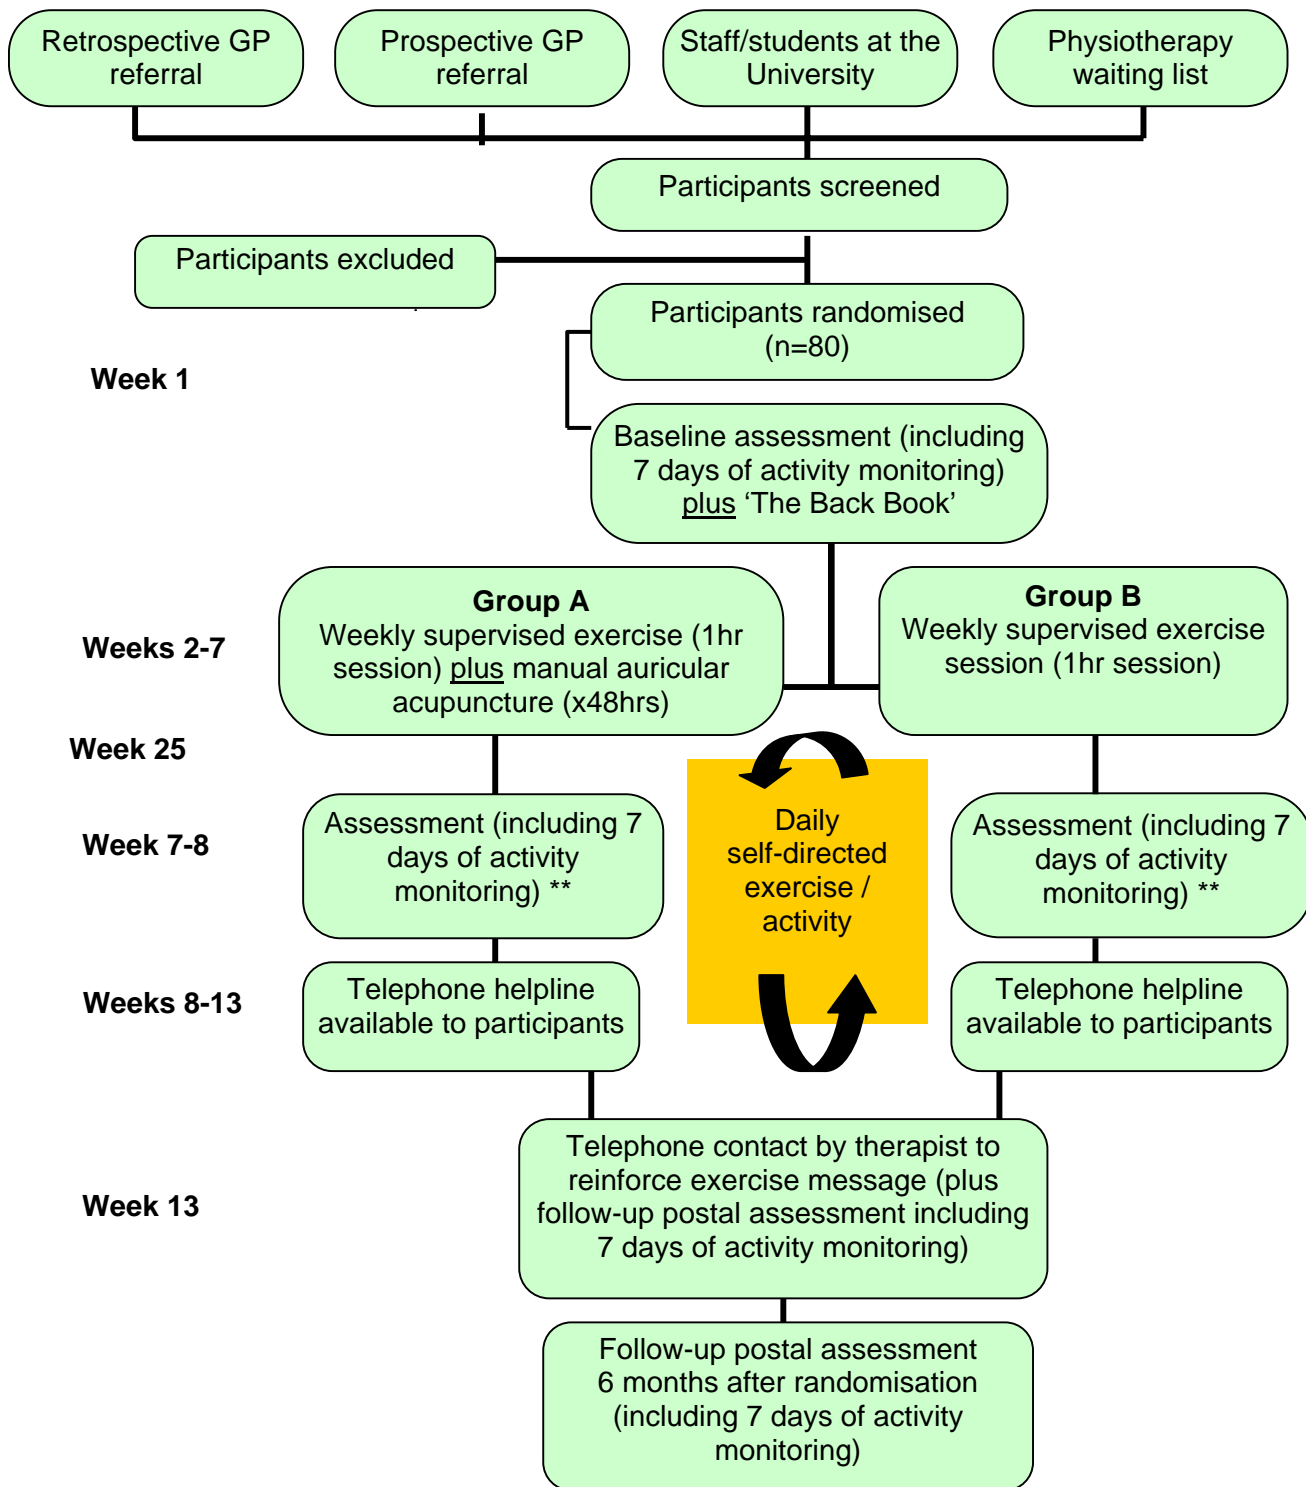 Retrospective GP
referral
Prospective GP
referral
Staff/students at the
University
Physiotherapy
waiting list
Participants screened
Participants excluded
Participants randomised
(n=80)
Week 1
Baseline assessment (including
7 days of activity monitoring)
plus ‘The Back Book’
Weeks 2-7
Group A
Weekly supervised exercise (1hr
session) plus manual auricular
acupuncture (x48hrs)
Group B
Weekly supervised exercise
session (1hr session)
Week 25
Week 7-8
Assessment (including 7
days of activity
monitoring) **
Daily
self-directed
exercise /
activity
Assessment (including 7
days of activity
monitoring) **
Weeks 8-13
Telephone helpline
available to participants
Telephone helpline
available to participants
Week 13
Telephone contact by therapist to
reinforce exercise message (plus
follow-up postal assessment including
7 days of activity monitoring)
Follow-up postal assessment
6 months after randomisation
(including 7 days of activity
monitoring)